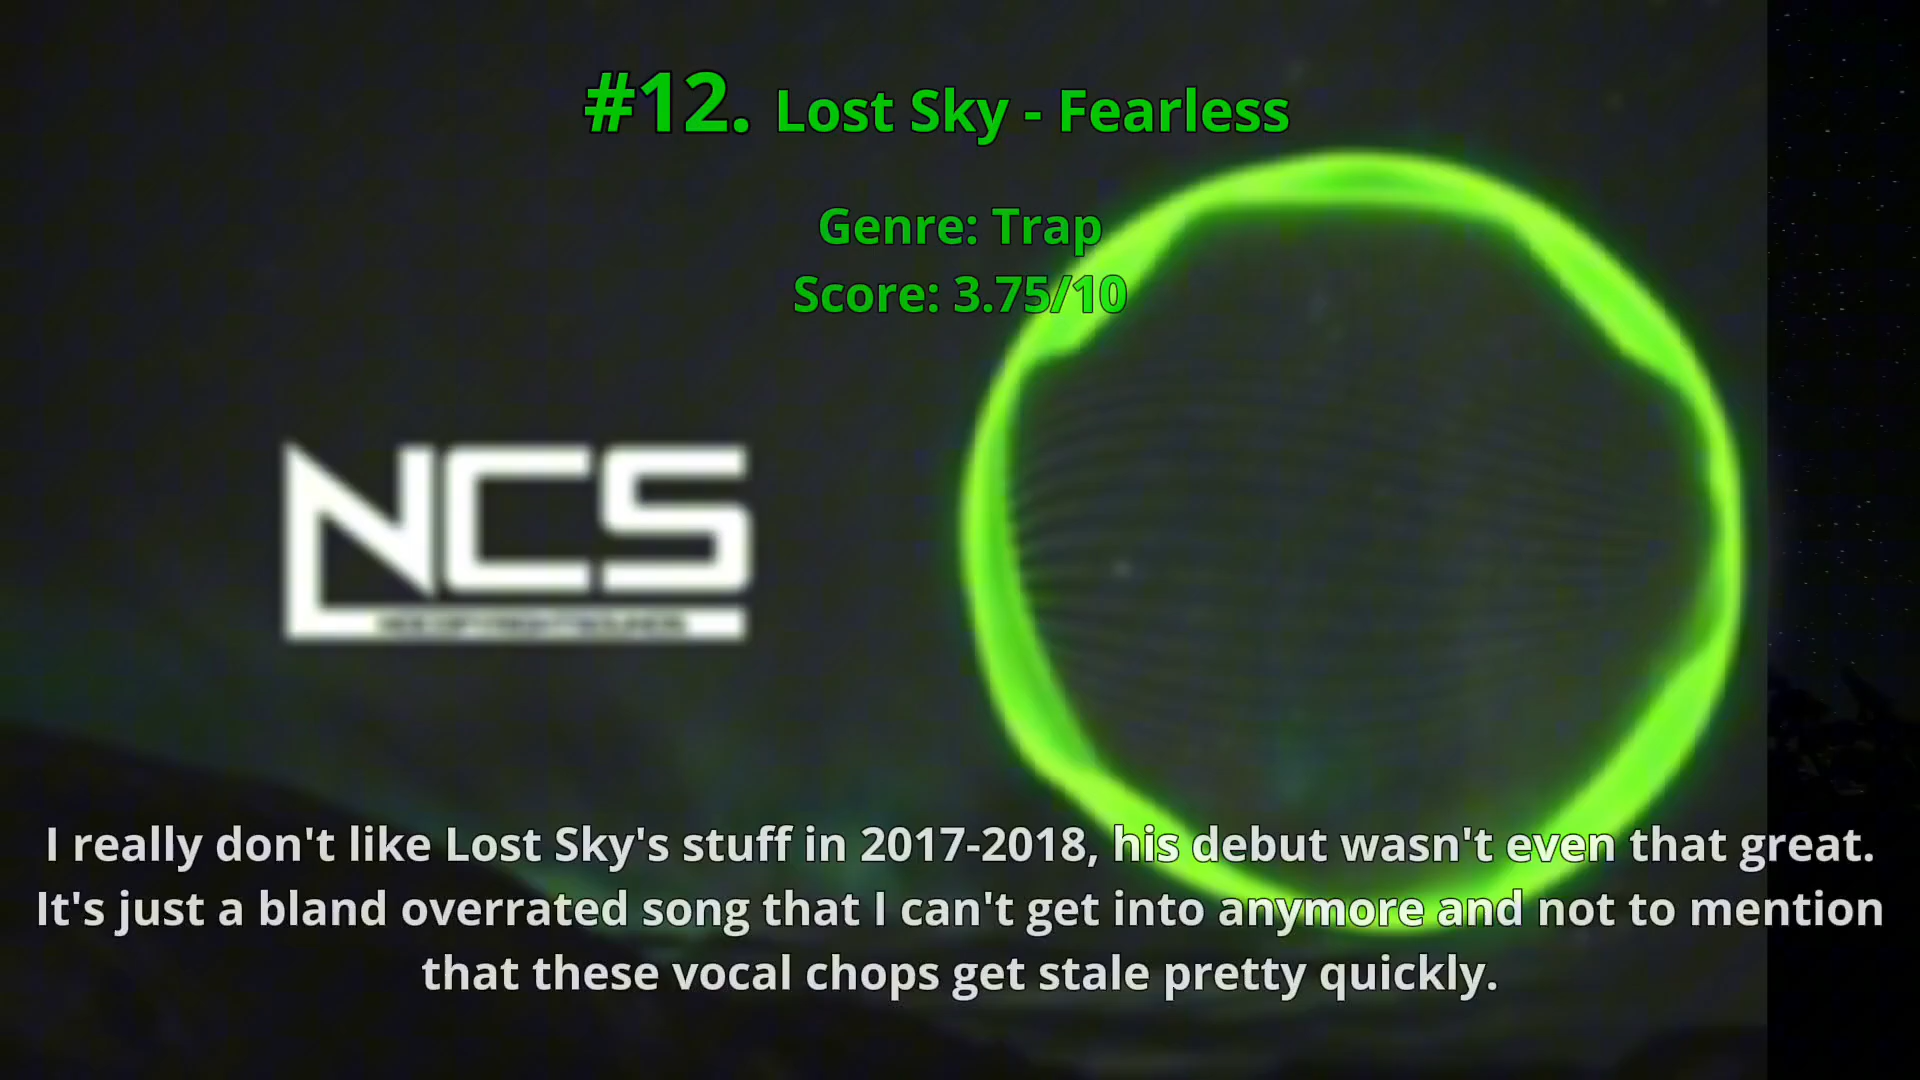 #12. Lost Sky - Fearless
Genre: Trap
Score: 3.75/10
NCS
I really don't like Lost Sky's stuff in 2017-2018, his debut wasn't even that great.
It's just a bland overrated song that I can't get into anymore and not to mention
that these vocal chops get stale pretty quickly.